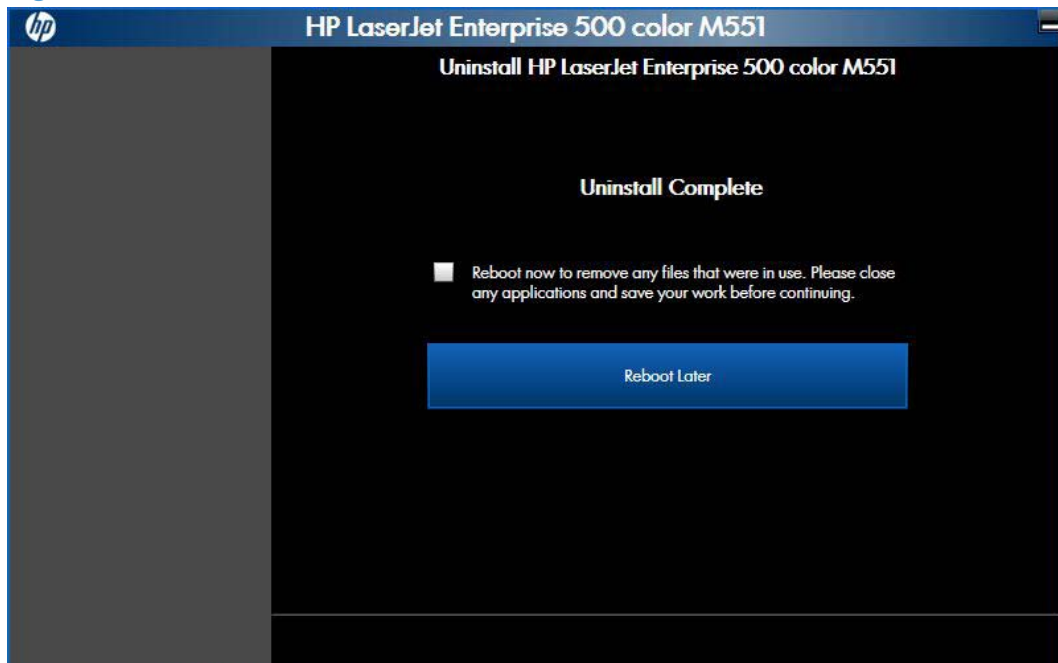 hp
HP LaserJet Enterprise 500 color M551
Uninstall HP LaserJet Enterprise 500 color M551
Uninstall Complete
Reboot now to remove any files that were in use. Please close
any applications and save your work before continuing.
Reboot Later